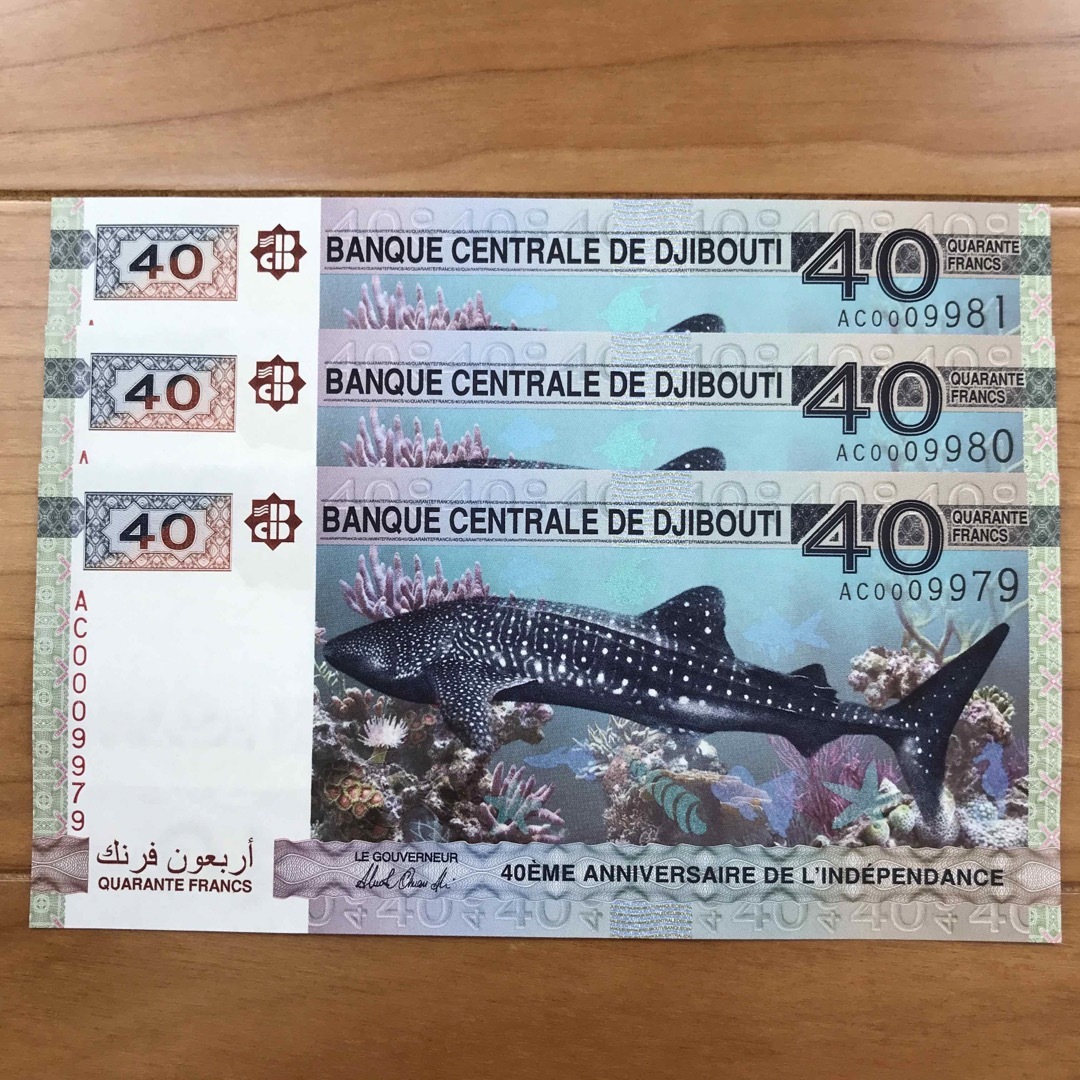 40
BANQUE CENTRALE DE DJIBOUTI
40
QUARANTE
FRANCS
AC0009981
40
BANQUE CENTRALE DE DJIBOUTI
40
QUARANTE
FRANCS
AC0009980
40
BANQUE CENTRALE DE DJIBOUTI
40
QUARANTE
FRANCS
AC0009979
AC0009979
أربعون فرنك
QUARANTE FRANCS
LE GOUVERNEUR
40ÈME ANNIVERSAIRE DE L'INDÉPENDANCE